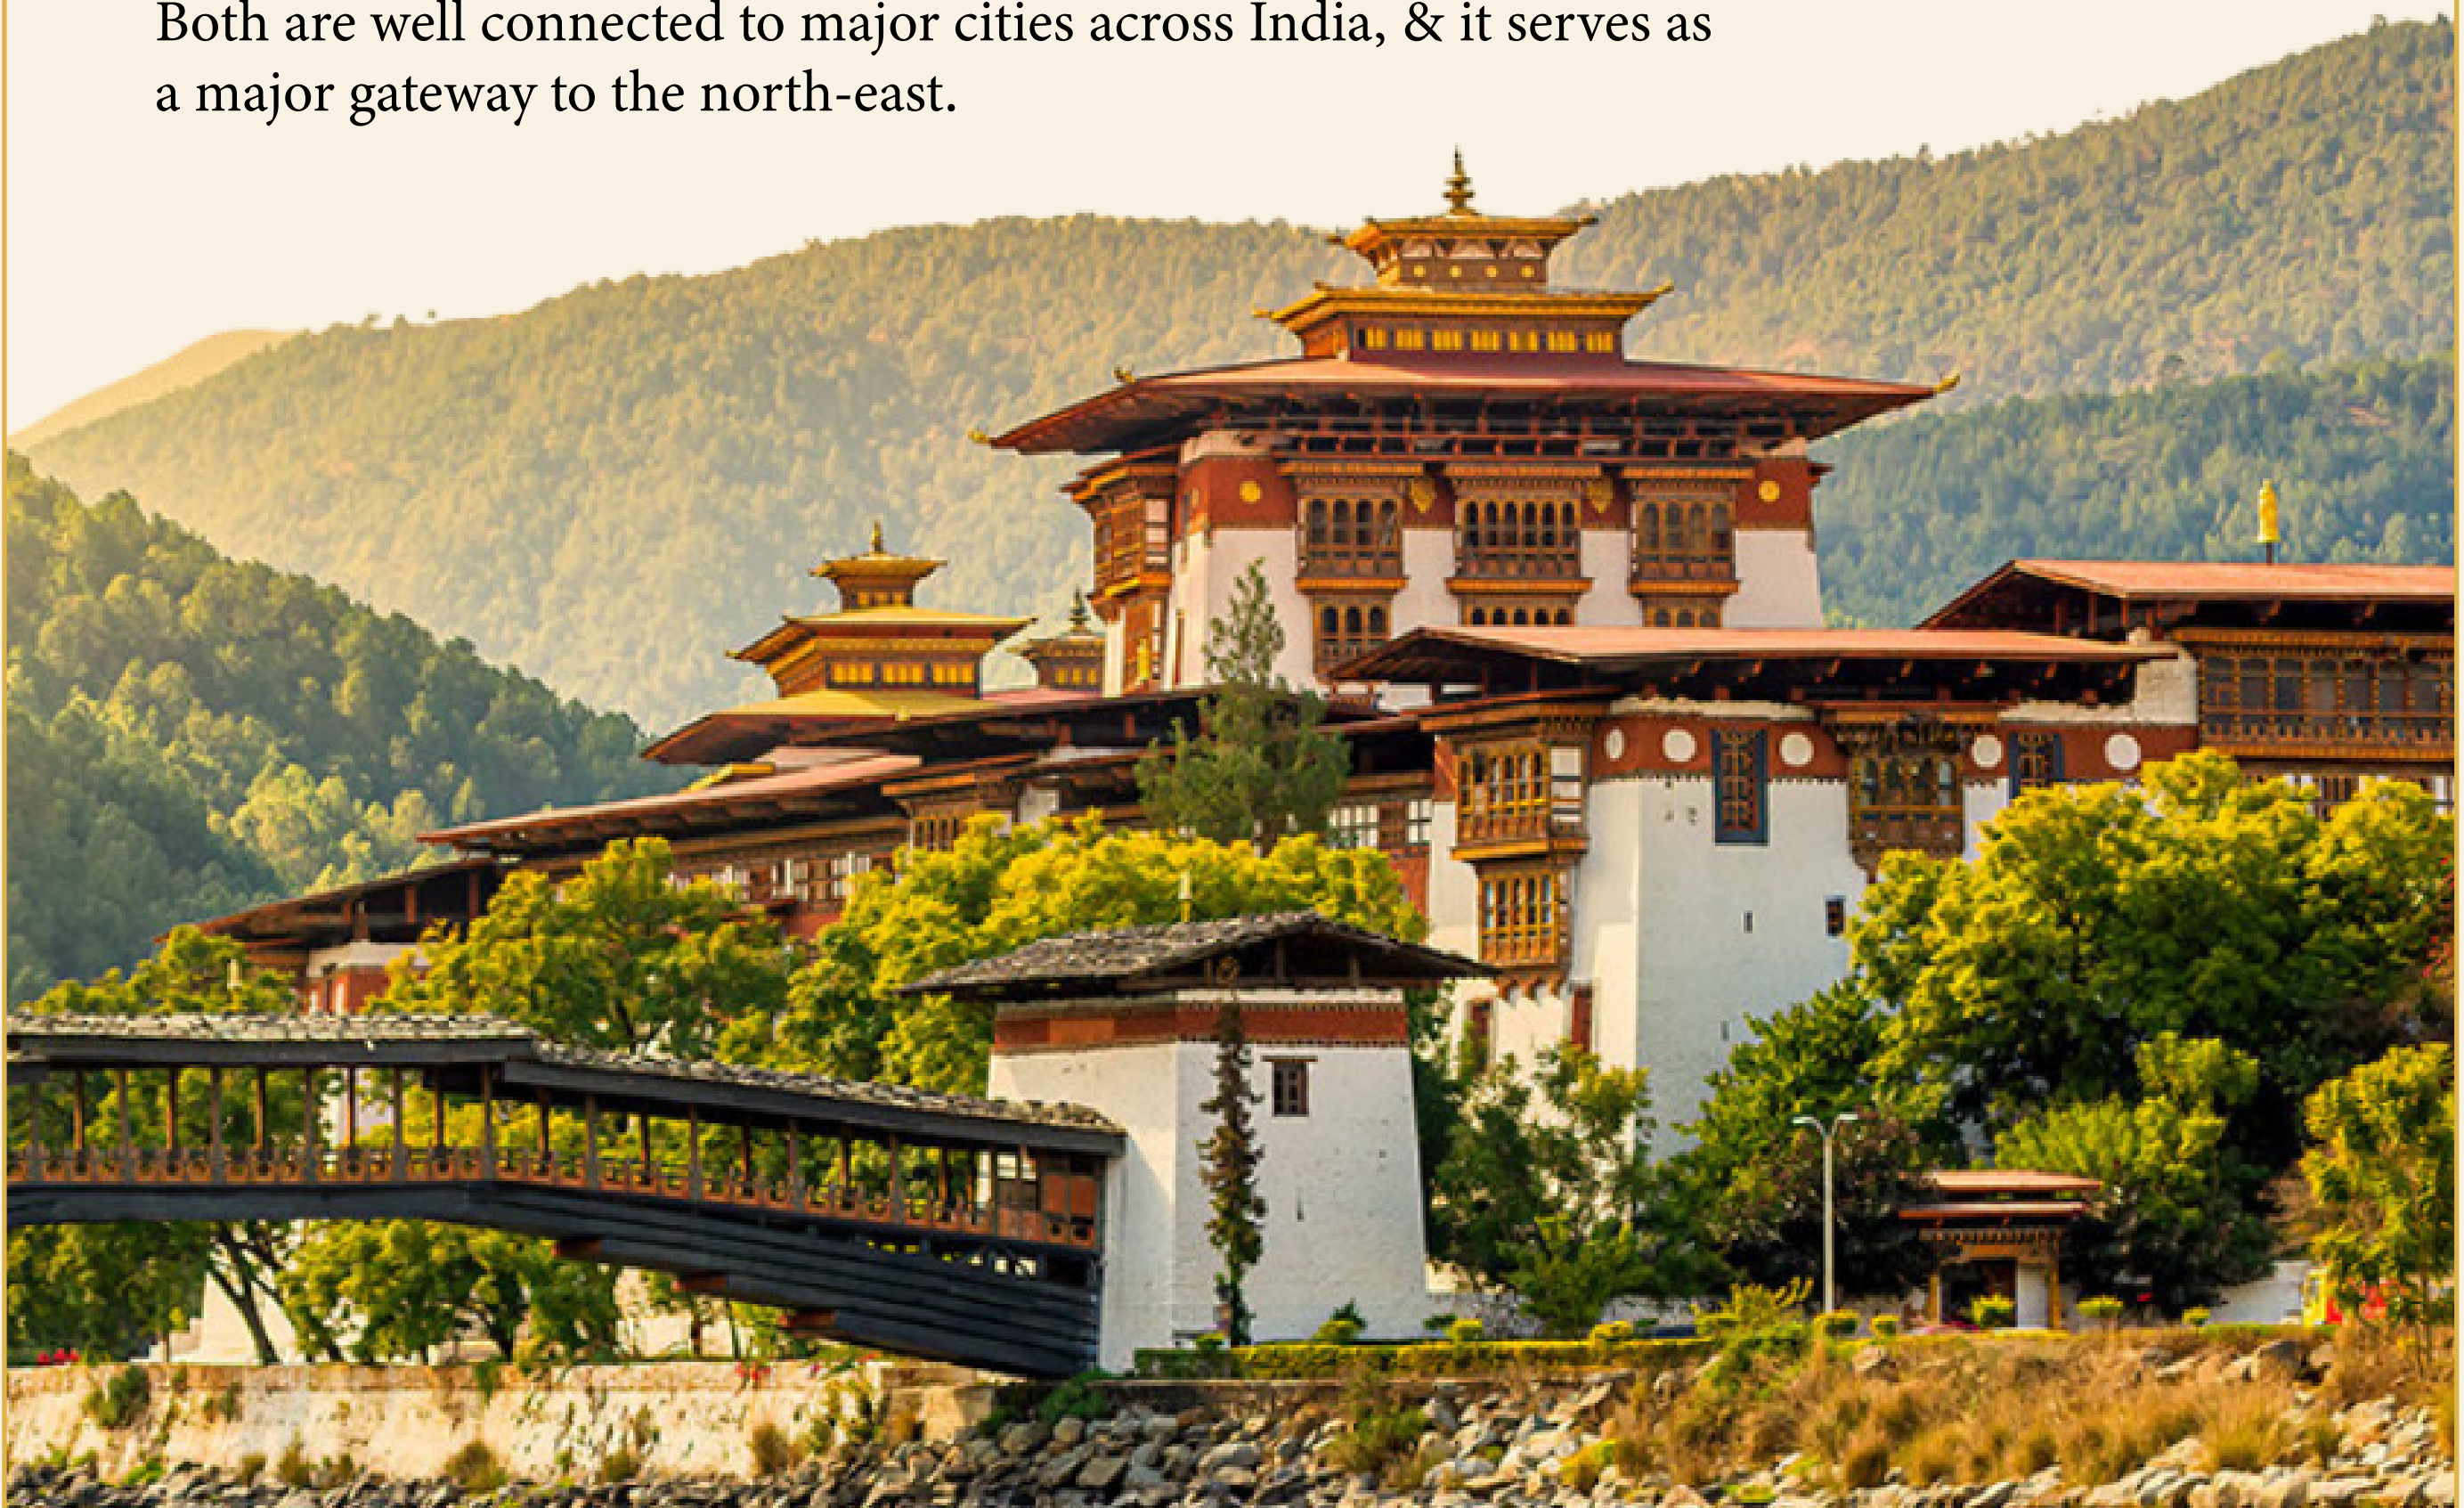 Both are well connected to major cities across India, & it serves as
a major gateway to the north-east.